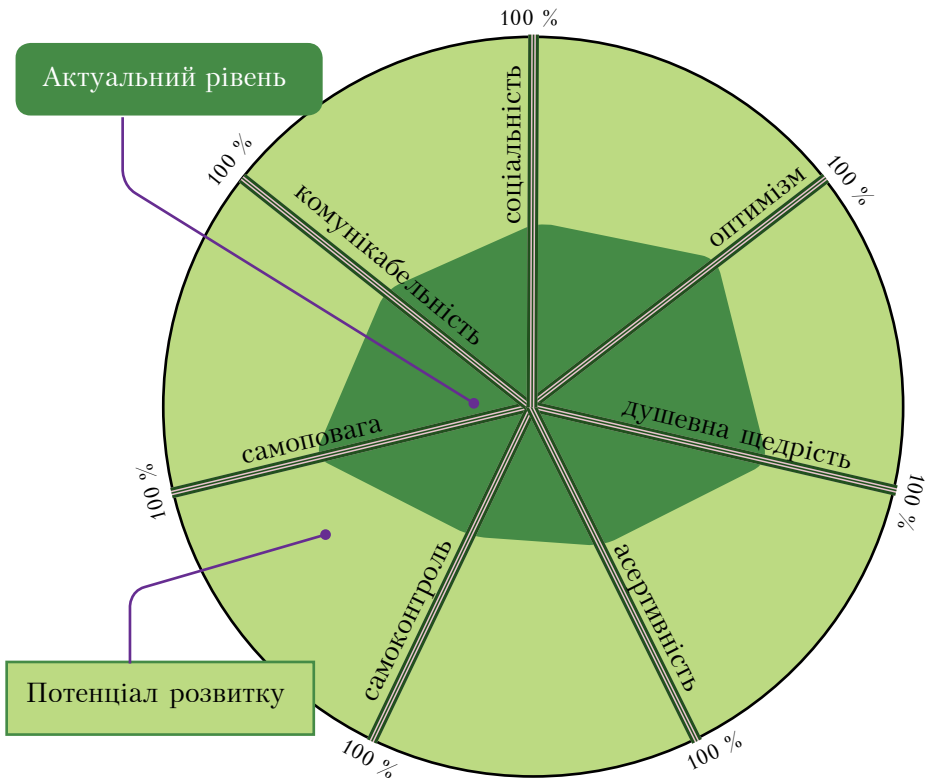 100 %
Актуальний рівень
соціальність
100 %
комунікабельність
100 %
оптимізм
душевна щедрість
100 %
самоповага
100 %
самоконтроль
асертивність
Потенціал розвитку
100 %
100 %